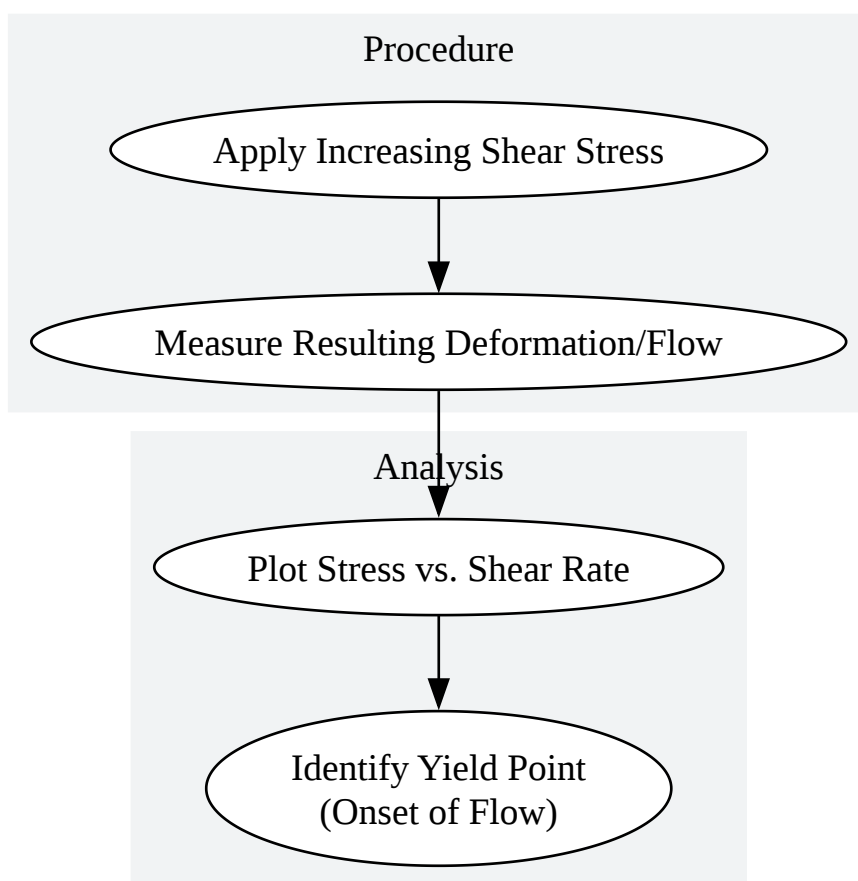 Procedure
Apply Increasing Shear Stress
Measure Resulting Deformation/Flow
Analysis
Plot Stress vs. Shear Rate
Identify Yield Point
(Onset of Flow)